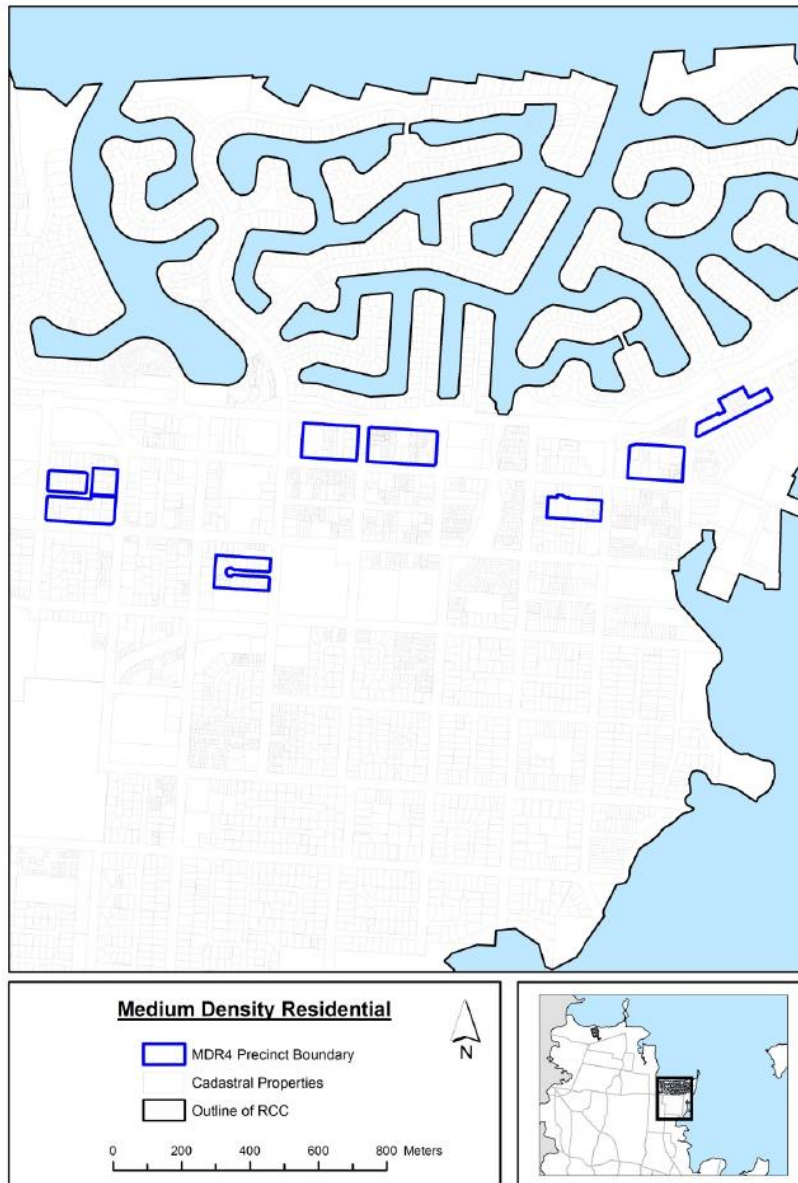 Medium Density Residential
N
MDR4 Precinct Boundary
Cadastral Properties
Outline of RCC
0 200 400 600 800 Meters